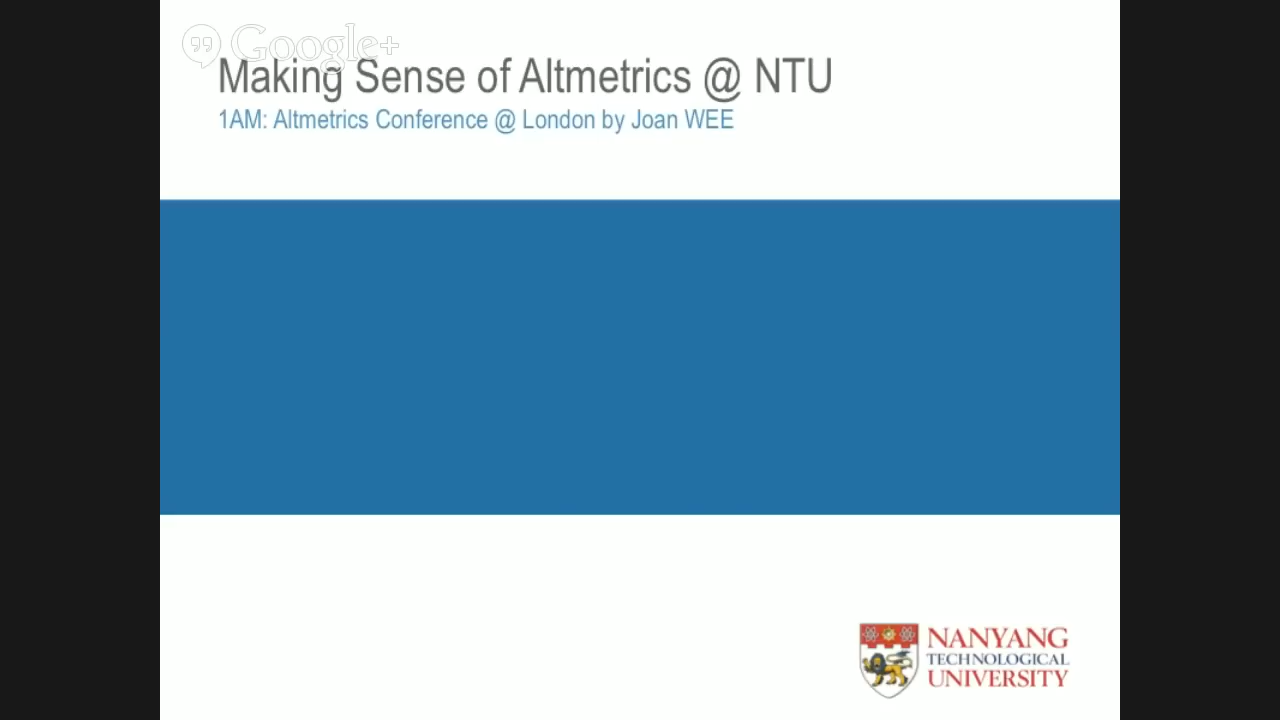 Google+
Making Sense of Altmetrics @ NTU
1AM: Altmetrics Conference @ London by Joan WEE
NANYANG
TECHNOLOGICAL
UNIVERSITY